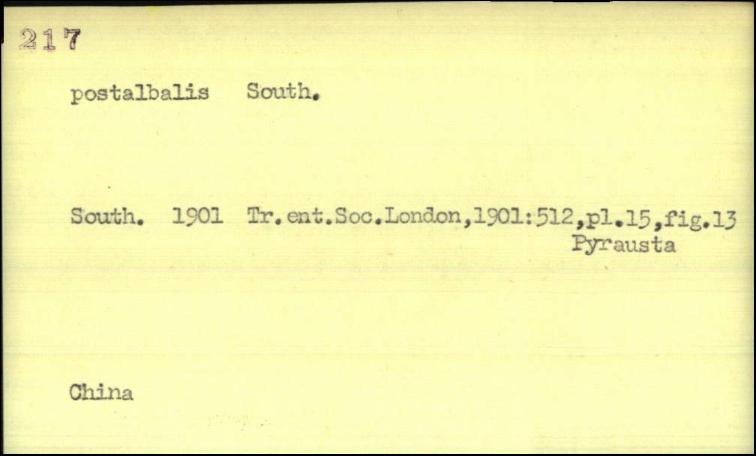 217
postalbalis South.
South. 1901 Tr.ent.Soc.London,1901:512,pl.15,fig.13
Pyrausta
China